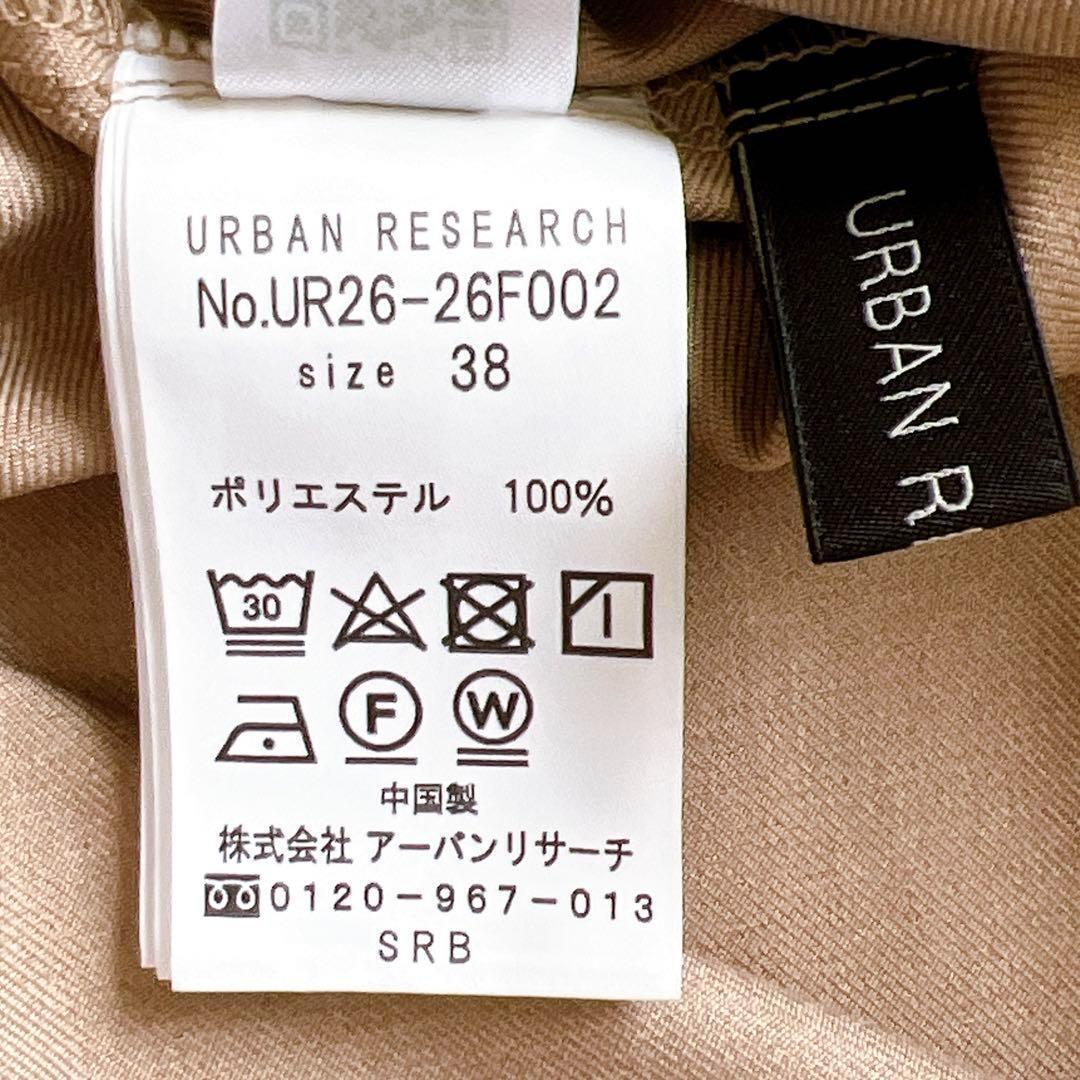 URBAN RESEARCH
No.UR26-26F002
size 38
ポリエステル 100%
30
F W
中国製
株式会社 アーバンリサーチ
0120-967-013
SRB
URBAN R